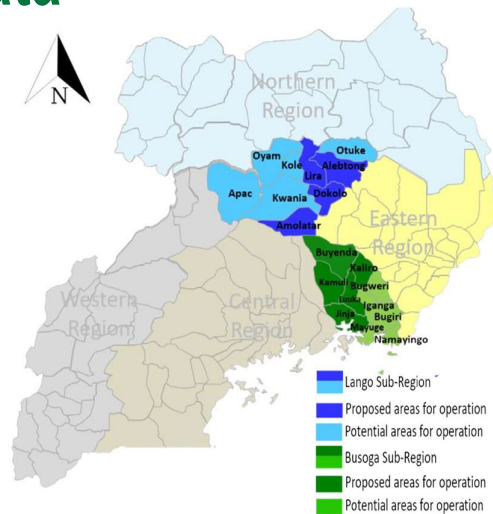 N
Northern
Region
Otuke
Oyam
Kole
Alebtong
Lira
Apac
Kwania
Dokolo
Amolatar
Eastern
Region
Buyenda
Kaliro
Kamuli
Bugweri
Luuka
Iganga
Jinja
Bugiri
Mayuge
Namayingo
Western
Region
Central
Region
Lango Sub-Region
Proposed areas for operation
Potential areas for operation
Busoga Sub-Region
Proposed areas for operation
Potential areas for operation